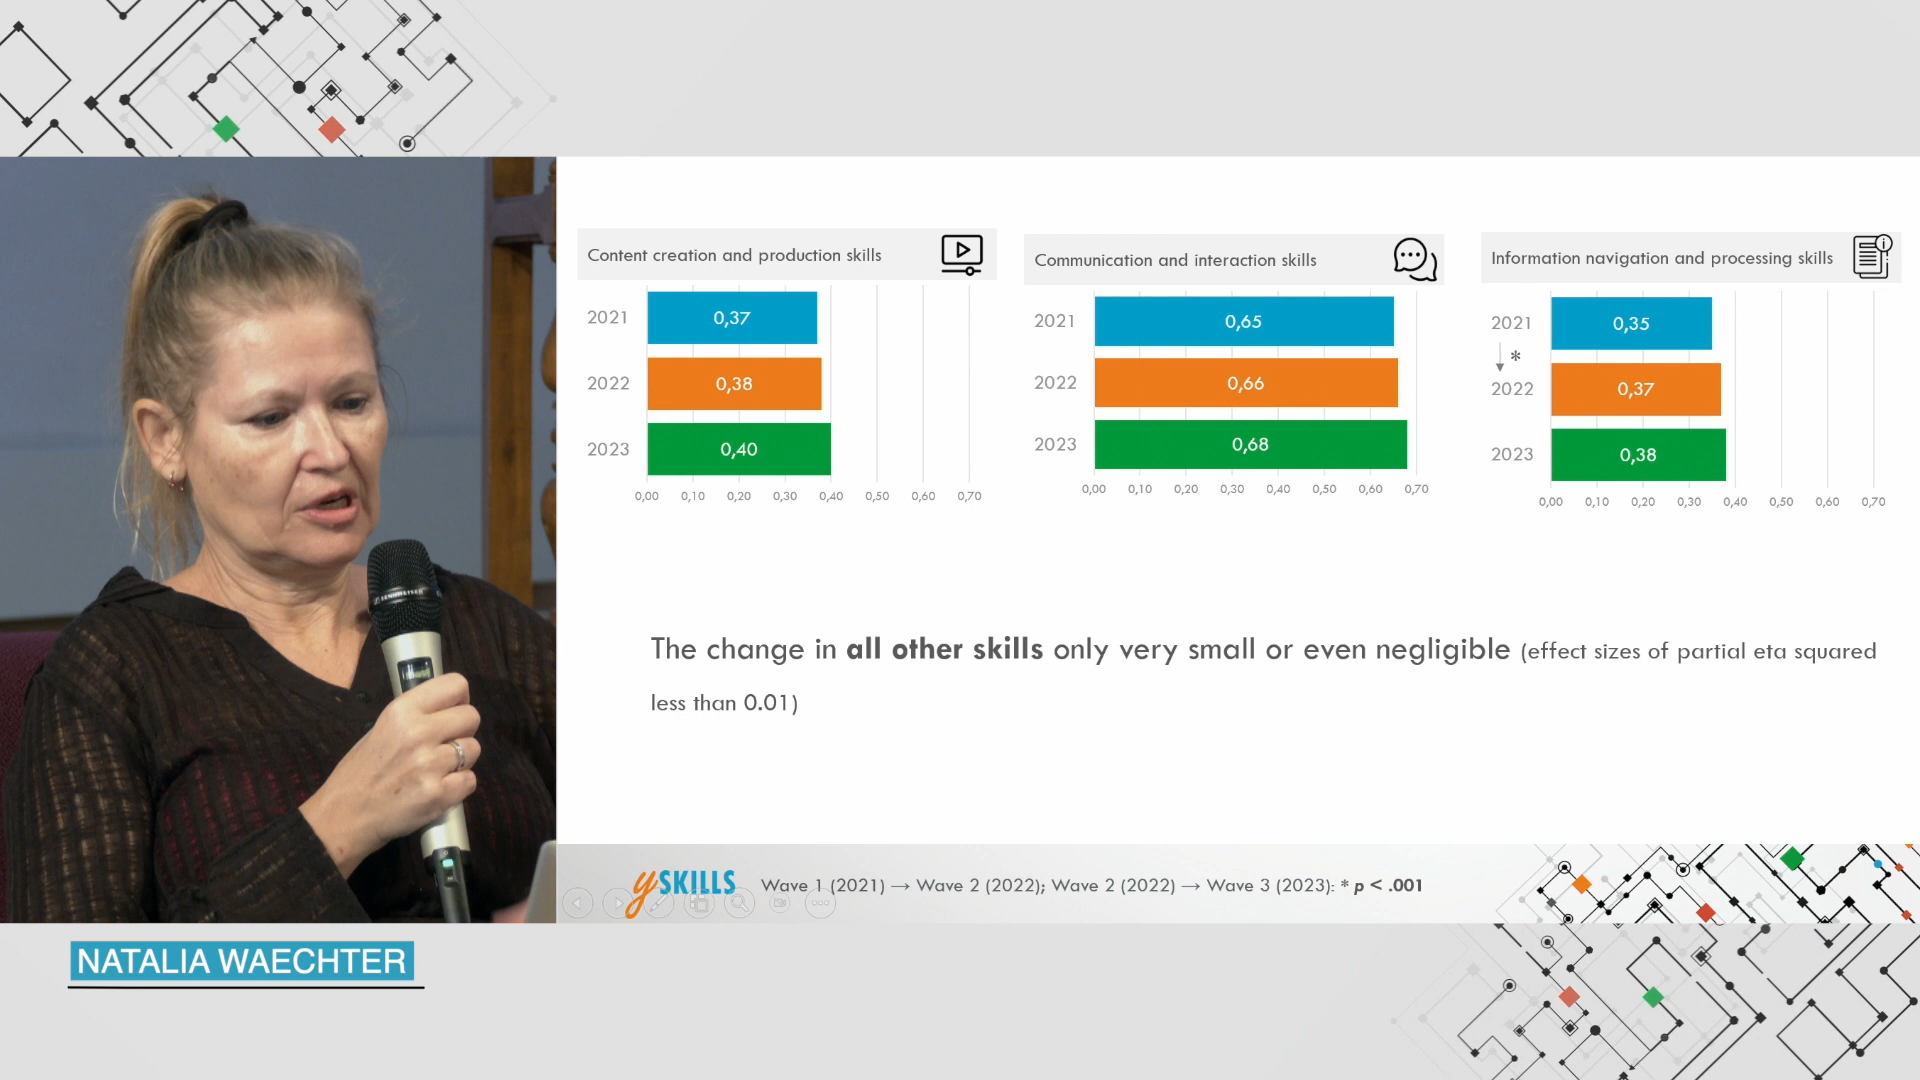 Content creation and production skills
2021
0,37
2022
0,38
2023
0,40
0,00 0,10 0,20 0,30 0,40 0,50 0,60 0,70
Communication and interaction skills
2021
0,65
2022
0,66
2023
0,68
0,00 0,10 0,20 0,30 0,40 0,50 0,60 0,70
Information navigation and processing skills
2021
0,35
*
2022
0,37
2023
0,38
0,00 0,10 0,20 0,30 0,40 0,50 0,60 0,70
The change in all other skills only very small or even negligible (effect sizes of partial eta squared
less than 0.01)
ySKILLS
Wave 1 (2021) → Wave 2 (2022); Wave 2 (2022) → Wave 3 (2023): * p < .001
SENNHEISER
NATALIA WAECHTER